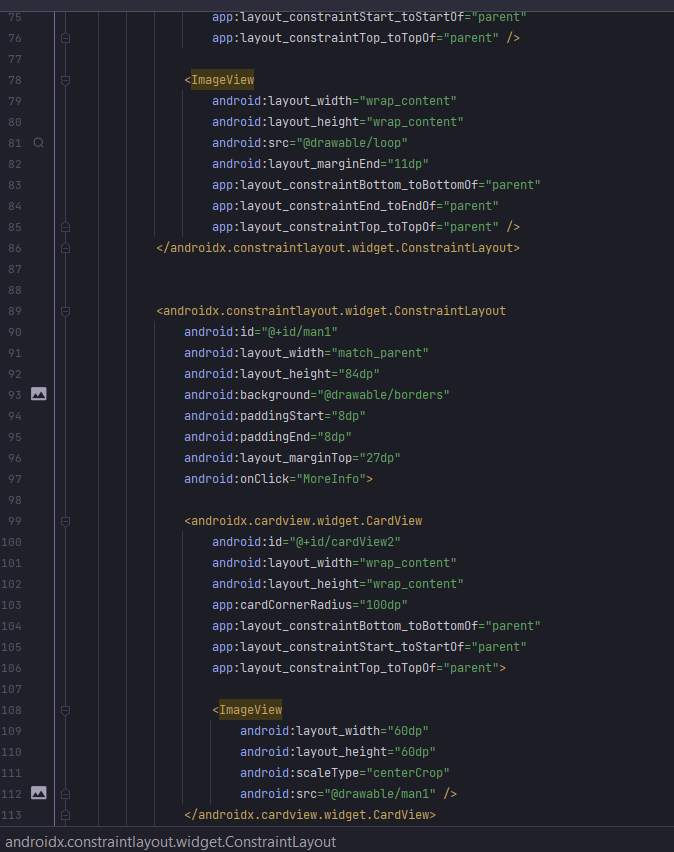 75 app:layout_constraintStart_toStartOf="parent"
76 app:layout_constraintTop_toTopOf="parent" />
77
78 <ImageView
79 android:layout_width="wrap_content"
80 android:layout_height="wrap_content"
81 android:src="@drawable/loop"
82 android:layout_marginEnd="11dp"
83 app:layout_constraintBottom_toBottomOf="parent"
84 app:layout_constraintEnd_toEndOf="parent"
85 app:layout_constraintTop_toTopOf="parent" />
86 </androidx.constraintlayout.widget.ConstraintLayout>
87
88
89 <androidx.constraintlayout.widget.ConstraintLayout
90 android:id="@+id/man1"
91 android:layout_width="match_parent"
92 android:layout_height="84dp"
93 android:background="@drawable/borders"
94 android:paddingStart="8dp"
95 android:paddingEnd="8dp"
96 android:layout_marginTop="27dp"
97 android:onClick="MoreInfo">
98
99 <androidx.cardview.widget.CardView
100 android:id="@+id/cardView2"
101 android:layout_width="wrap_content"
102 android:layout_height="wrap_content"
103 app:cardCornerRadius="100dp"
104 app:layout_constraintBottom_toBottomOf="parent"
105 app:layout_constraintStart_toStartOf="parent"
106 app:layout_constraintTop_toTopOf="parent">
107
108 <ImageView
109 android:layout_width="60dp"
110 android:layout_height="60dp"
111 android:scaleType="centerCrop"
112 android:src="@drawable/man1" />
113 </androidx.cardview.widget.CardView>
androidx.constraintlayout.widget.ConstraintLayout